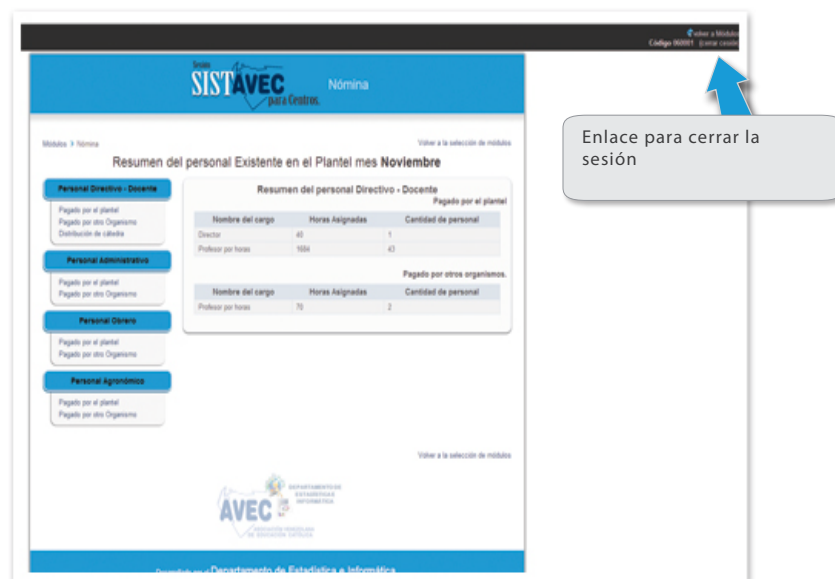 Volver a Módulos
Código 060001 (cerrar sesión
Sesión
SISTAVEC
para Centros.
Nómina
Módulos > Nómina
Volver a la selección de módulos
Resumen del personal Existente en el Plantel mes Noviembre
Personal Directivo - Docente
Pagado por el plantel
Pagado por otro Organismo
Distribución de cátedra
Personal Administrativo
Pagado por el plantel
Pagado por otro Organismo
Personal Obrero
Pagado por el plantel
Pagado por otro Organismo
Personal Agronómico
Pagado por el plantel
Pagado por otro Organismo
Resumen del personal Directivo - Docente
Pagado por el plantel
Nombre del cargo Horas Asignadas Cantidad de personal
Director 40 1
Profesor por horas 1684 43
Pagado por otros organismos.
Nombre del cargo Horas Asignadas Cantidad de personal
Profesor por horas 70 2
Volver a la selección de módulos
AVEC
DEPARTAMENTO DE
ESTADÍSTICAS
INFORMÁTICA
ASOCIACIÓN VENEZOLANA
DE EDUCACIÓN CATÓLICA
Desarrollado por el Departamento de Estadística e Informática
Enlace para cerrar la
sesión